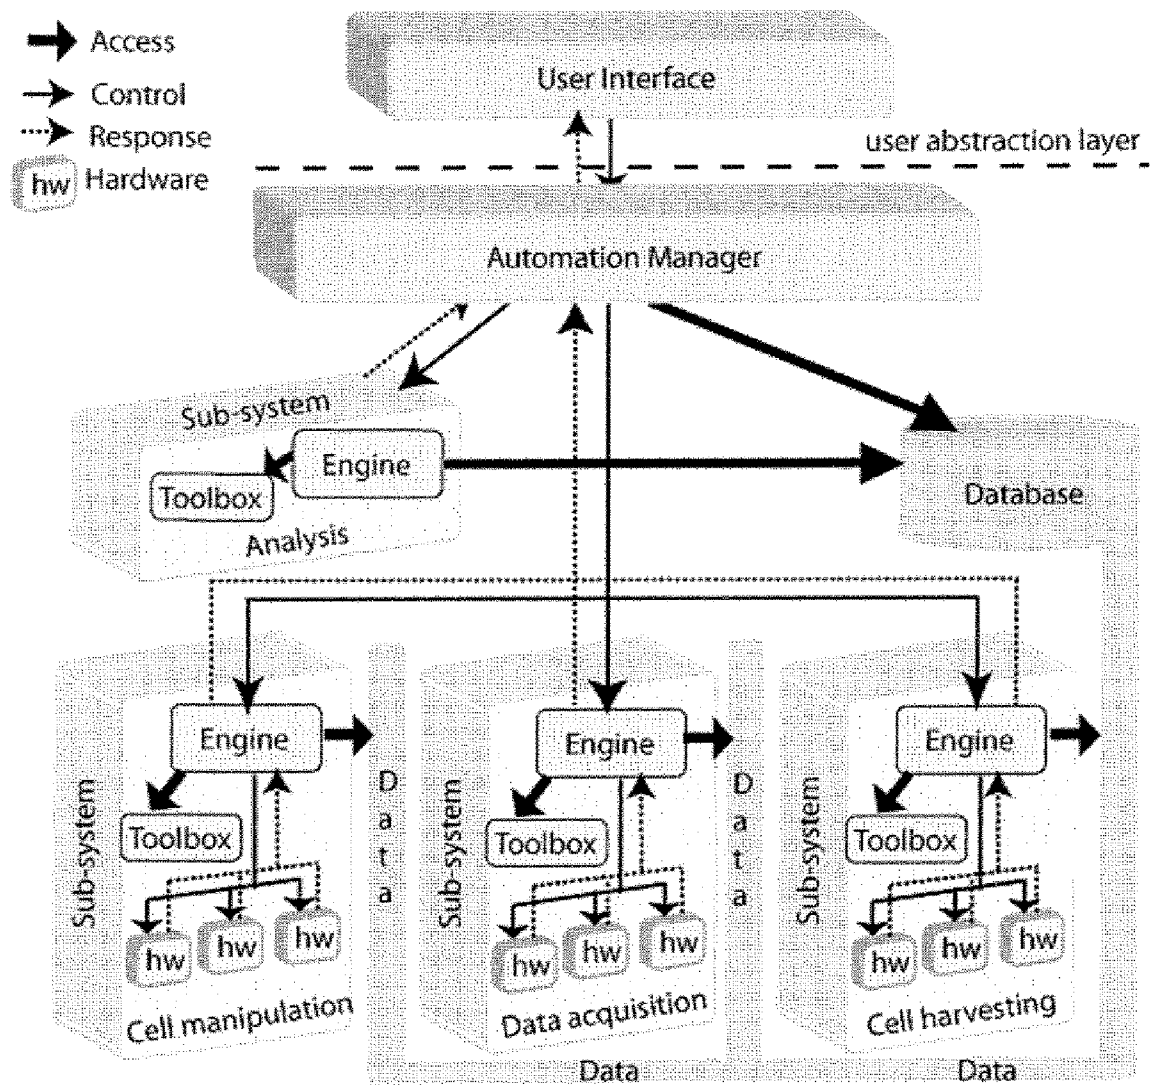 Access
Control
Response
hw Hardware
User Interface
user abstraction layer
Automation Manager
Sub-system
Engine
Toolbox
Analysis
Database
Sub-system
Engine
Toolbox
hw hw hw
Cell manipulation
Data
Sub-system
Engine
Toolbox
hw hw hw
Data acquisition
Data
Sub-system
Engine
Toolbox
hw hw hw
Cell harvesting
Data
Data